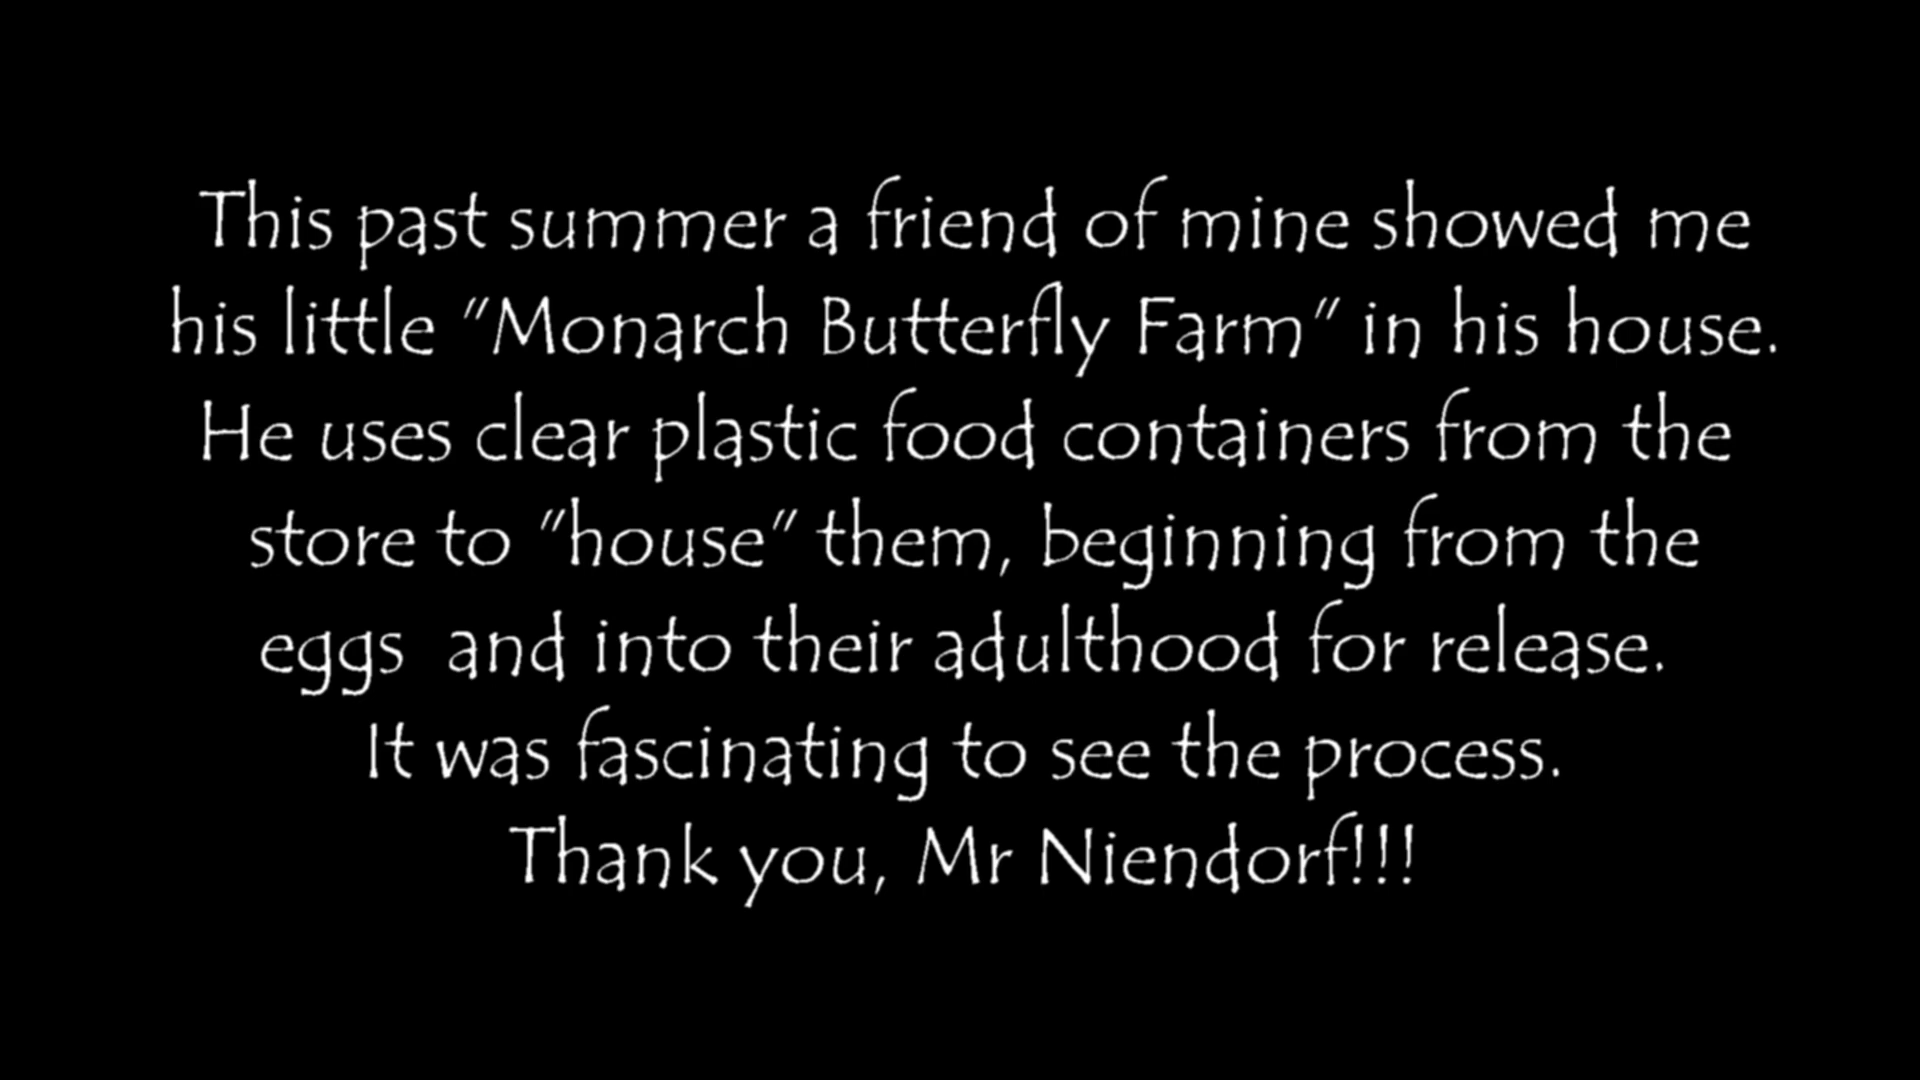 This past summer a friend of mine showed me
his little "Monarch Butterfly Farm" in his house.
He uses clear plastic food containers from the
store to "house" them, beginning from the
eggs  and into their adulthood for release.
It was fascinating to see the process.
Thank you, Mr Niendorf!!!